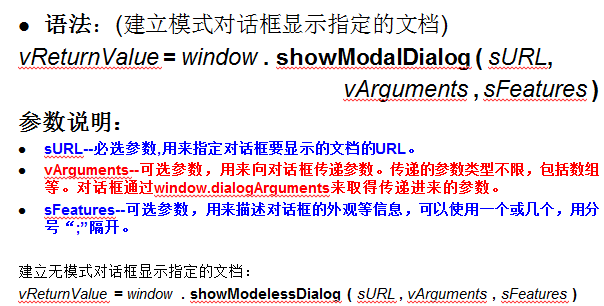 ● 语法：(建立模式对话框显示指定的文档)
vReturnValue = window . showModalDialog ( sURL,
vArguments , sFeatures )
参数说明：
● sURL--必选参数,用来指定对话框要显示的文档的URL。
● vArguments--可选参数，用来向对话框传递参数。传递的参数类型不限，包括数组
等。对话框通过window.dialogArguments来取得传递进来的参数。
● sFeatures--可选参数，用来描述对话框的外观等信息，可以使用一个或几个，用分
号“;”隔开。
建立无模式对话框显示指定的文档：
vReturnValue = window . showModelessDialog ( sURL , vArguments , sFeatures )